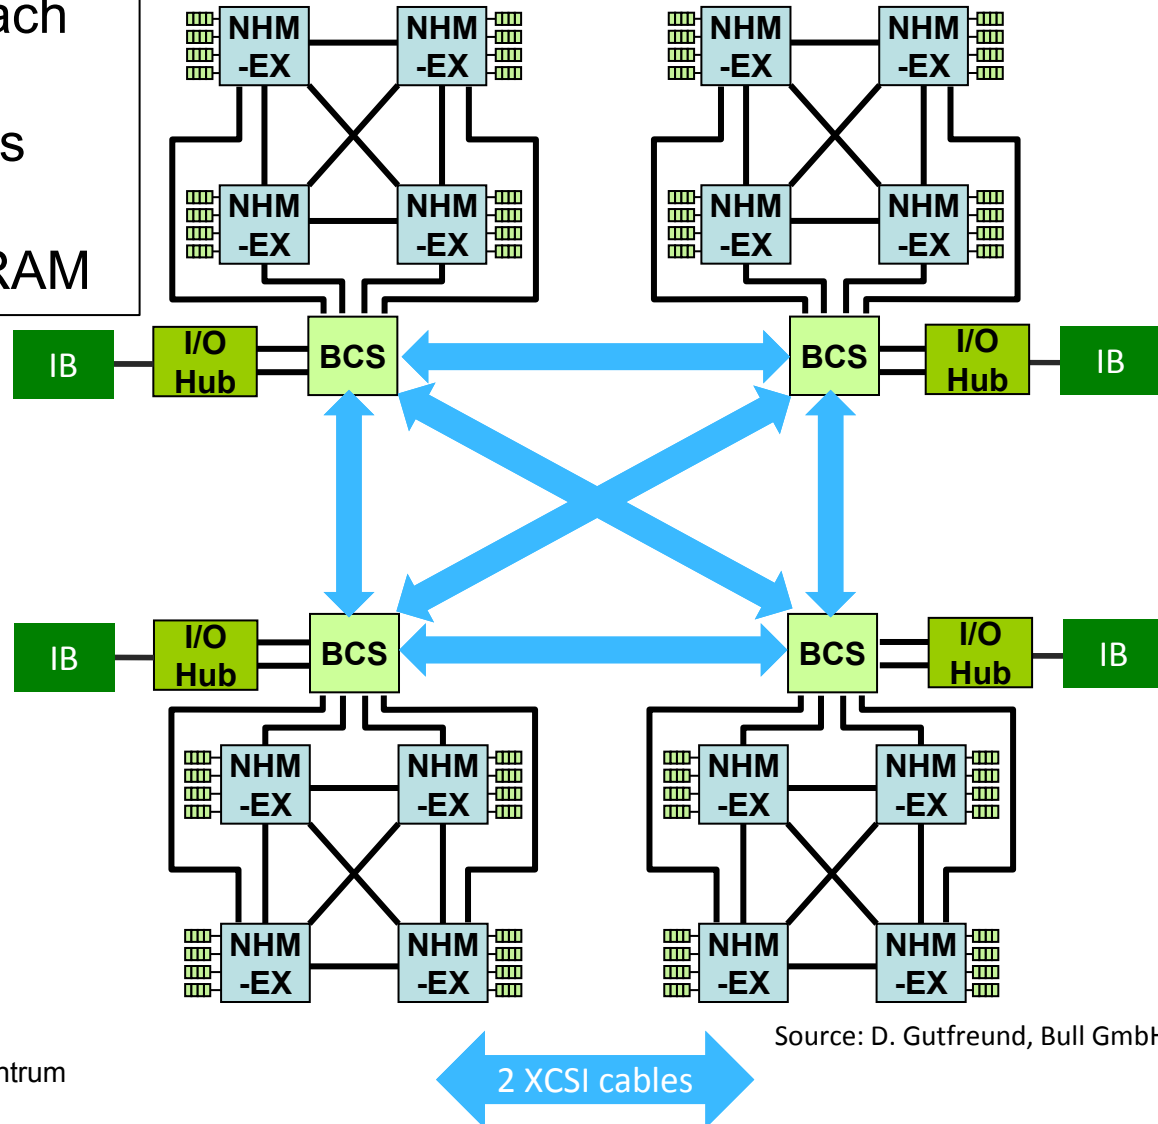 ach
s
RAM
NHM
-EX
NHM
-EX
NHM
-EX
NHM
-EX
NHM
-EX
NHM
-EX
NHM
-EX
NHM
-EX
IB
I/O
Hub
BCS
BCS
I/O
Hub
IB
IB
I/O
Hub
BCS
BCS
I/O
Hub
IB
NHM
-EX
NHM
-EX
NHM
-EX
NHM
-EX
NHM
-EX
NHM
-EX
NHM
-EX
NHM
-EX
Source: D. Gutfreund, Bull GmbH
ntrum
2 XCSI cables